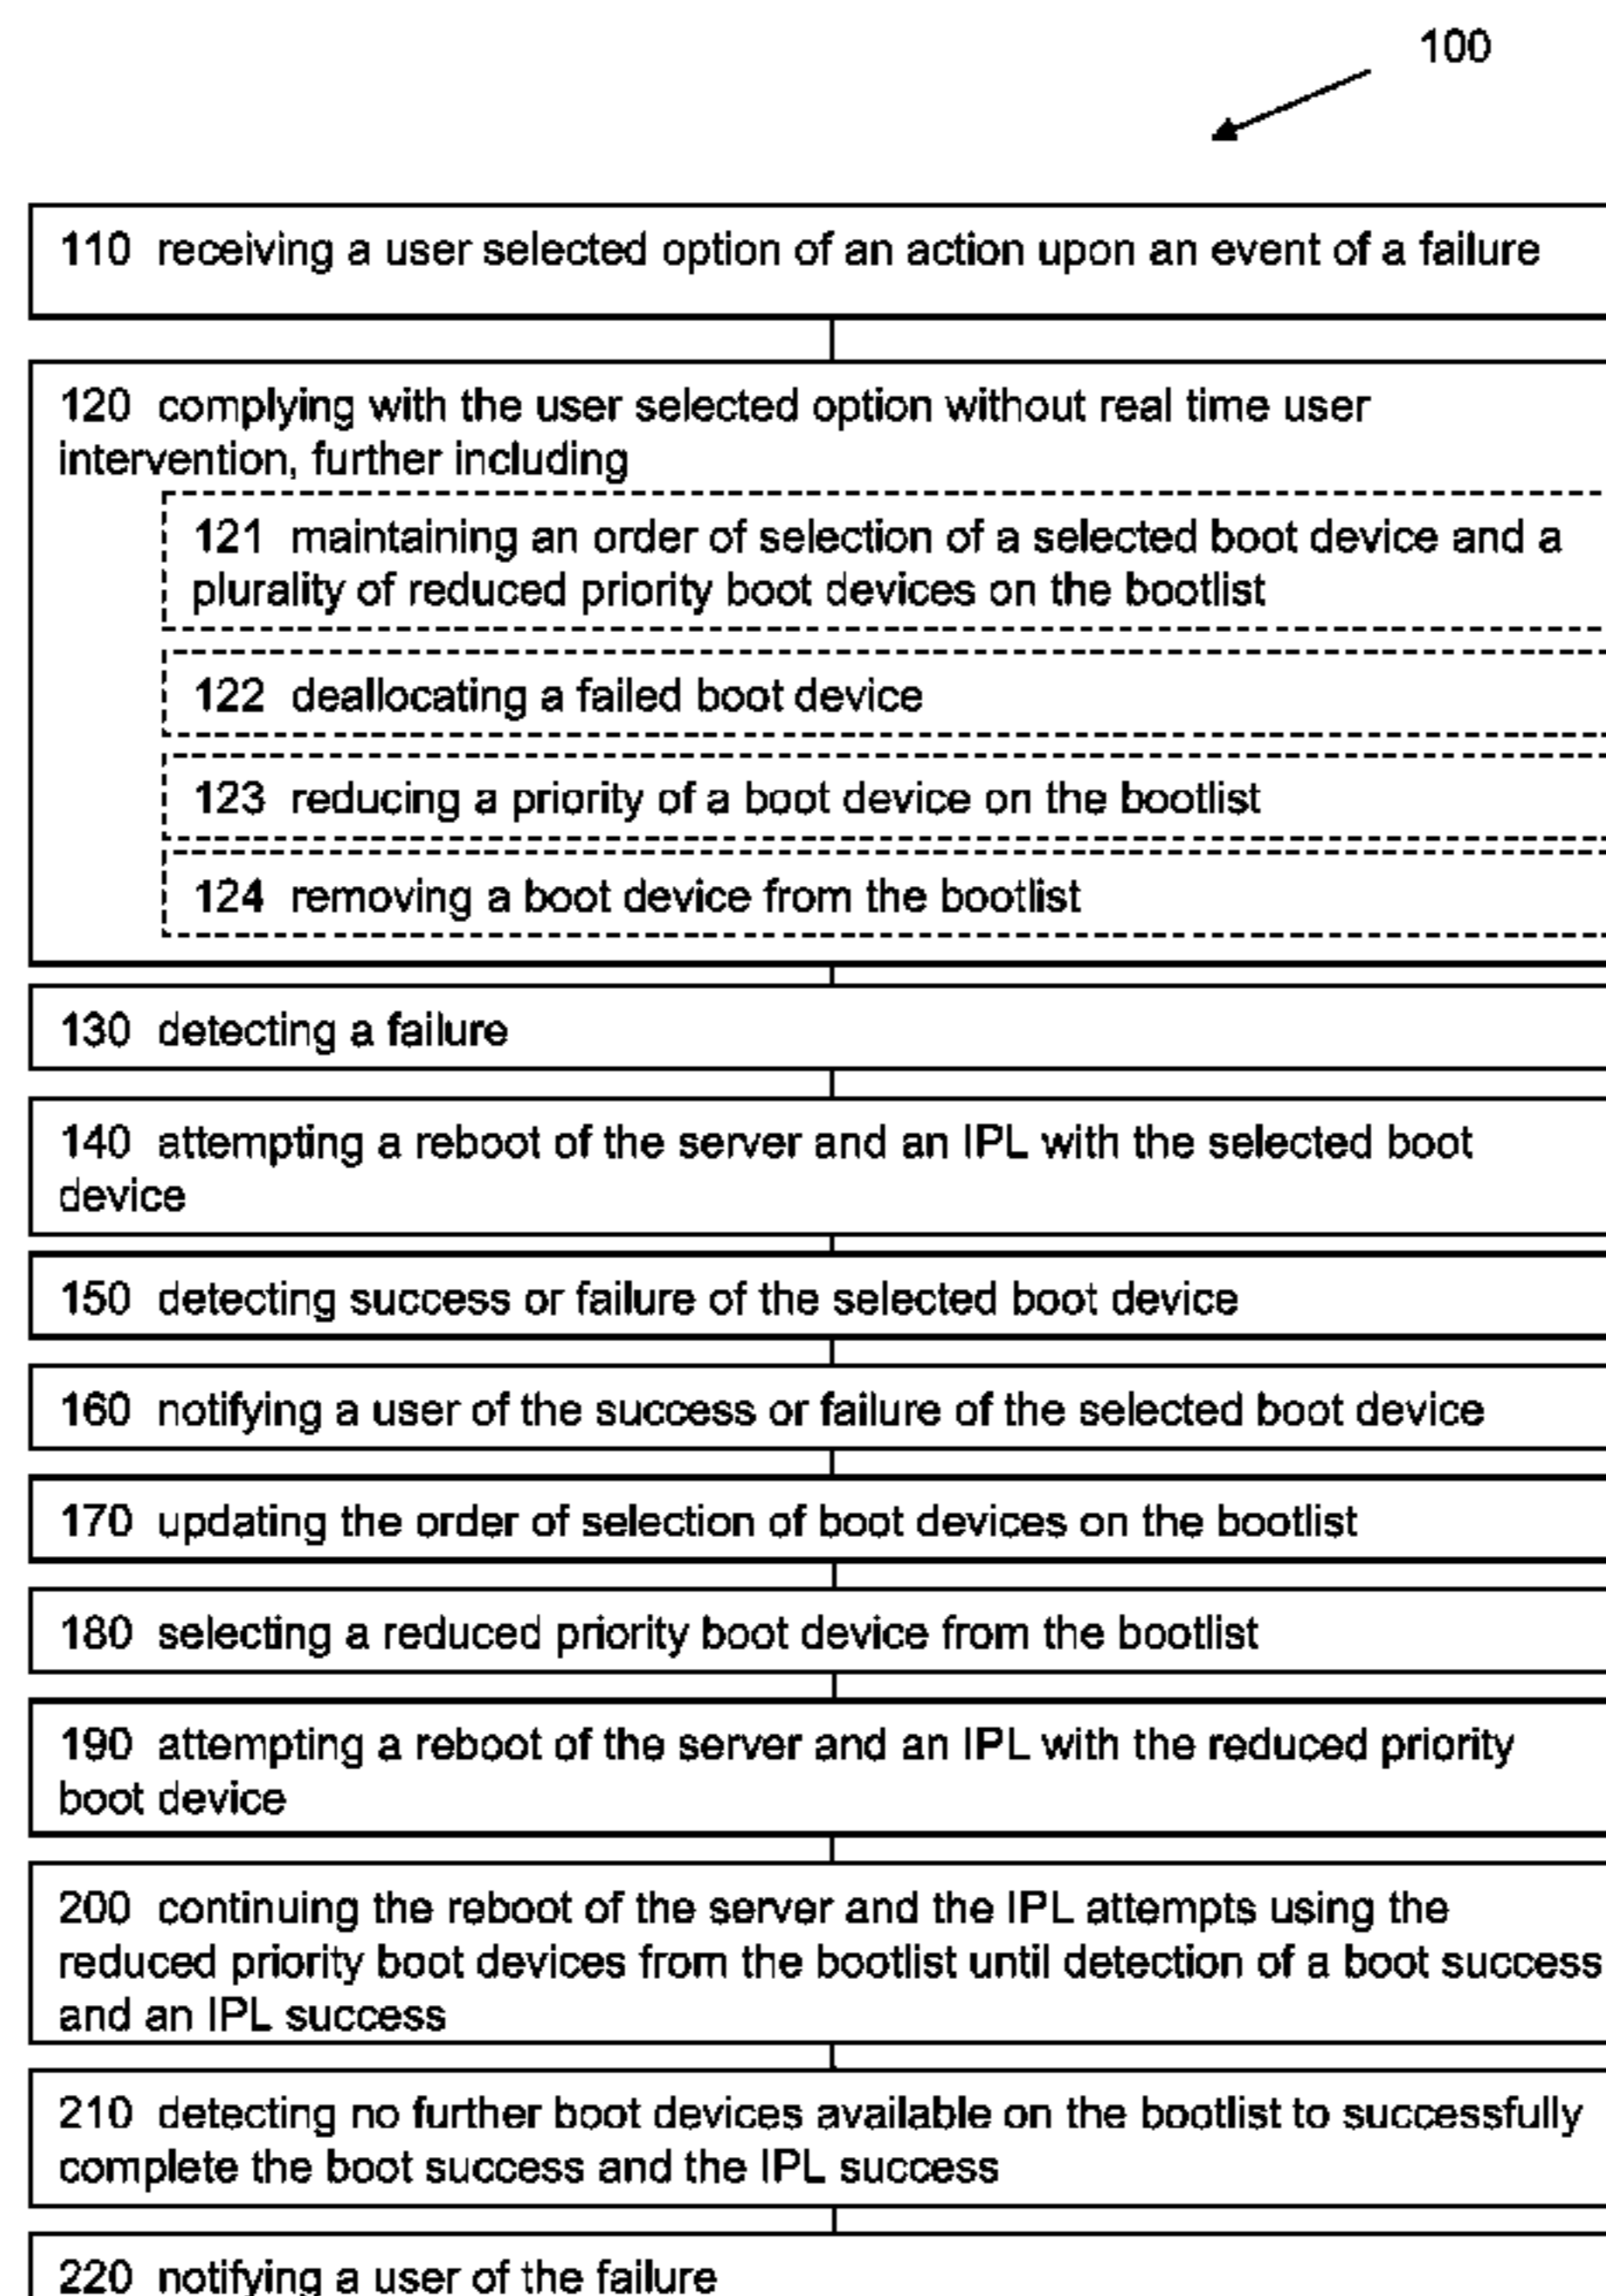 100
110 receiving a user selected option of an action upon an event of a failure
120 complying with the user selected option without real time user
intervention, further including
121 maintaining an order of selection of a selected boot device and a
plurality of reduced priority boot devices on the bootlist
122 deallocating a failed boot device
123 reducing a priority of a boot device on the bootlist
124 removing a boot device from the bootlist
130 detecting a failure
140 attempting a reboot of the server and an IPL with the selected boot
device
150 detecting success or failure of the selected boot device
160 notifying a user of the success or failure of the selected boot device
170 updating the order of selection of boot devices on the bootlist
180 selecting a reduced priority boot device from the bootlist
190 attempting a reboot of the server and an IPL with the reduced priority
boot device
200 continuing the reboot of the server and the IPL attempts using the
reduced priority boot devices from the bootlist until detection of a boot success
and an IPL success
210 detecting no further boot devices available on the bootlist to successfully
complete the boot success and the IPL success
220 notifying a user of the failure